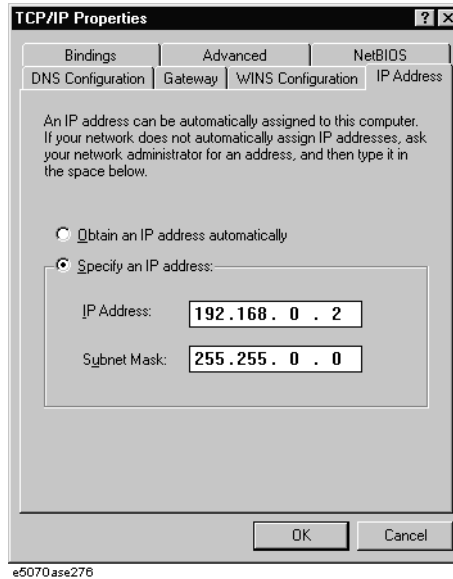 TCP/IP Properties
? ×
Bindings Advanced NetBIOS
DNS Configuration Gateway WINS Configuration IP Address
An IP address can be automatically assigned to this computer.
If your network does not automatically assign IP addresses, ask
your network administrator for an address, and then type it in
the space below.
Obtain an IP address automatically
Specify an IP address:
IP Address: 192.168. 0 . 2
Subnet Mask: 255.255. 0 . 0
OK Cancel
e5070ase276